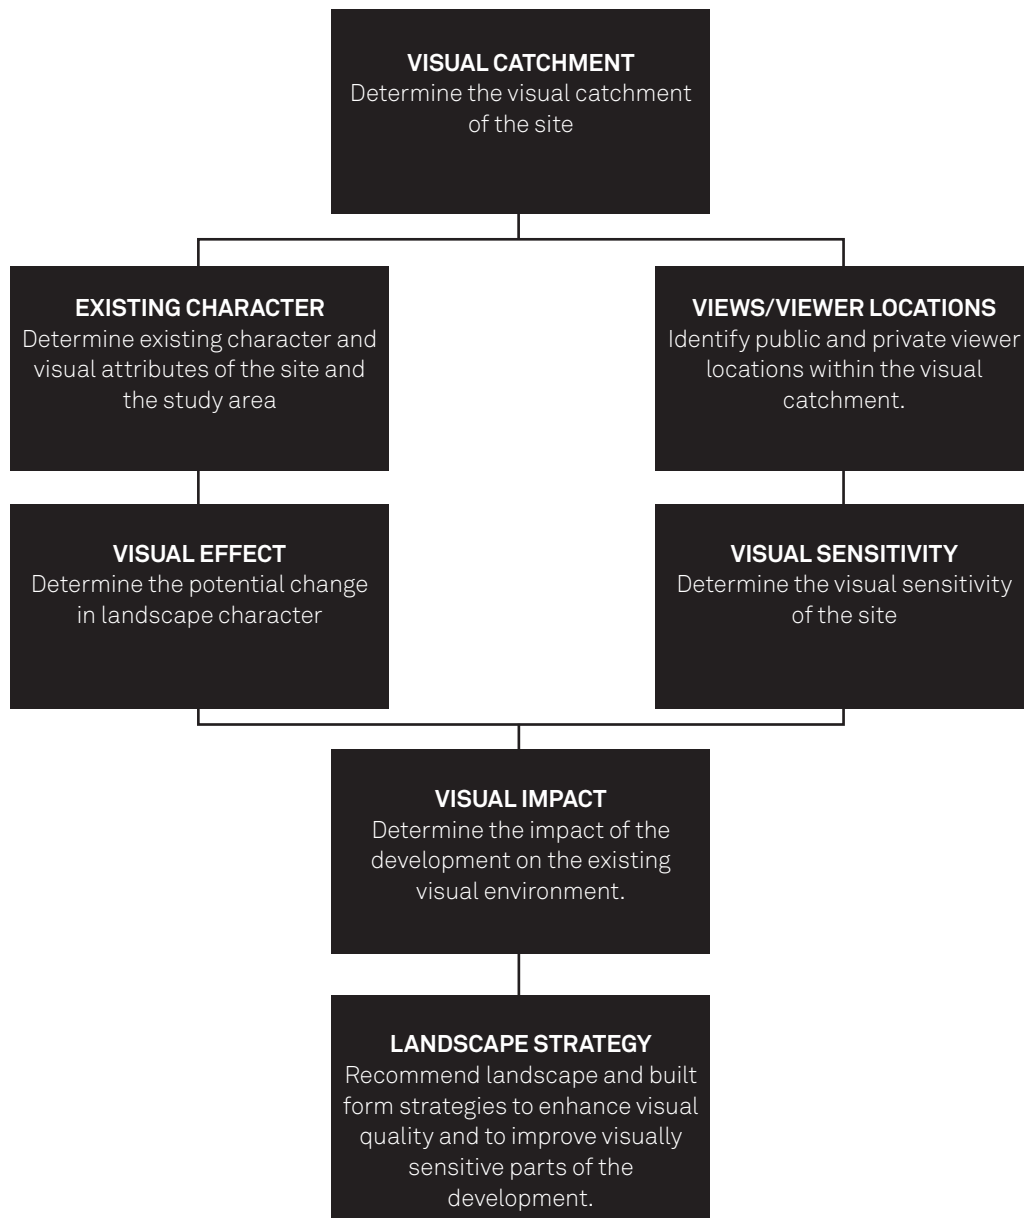 VISUAL CATCHMENT
Determine the visual catchment
of the site
EXISTING CHARACTER
Determine existing character and
visual attributes of the site and
the study area
VIEWS/VIEWER LOCATIONS
Identify public and private viewer
locations within the visual
catchment.
VISUAL EFFECT
Determine the potential change
in landscape character
VISUAL SENSITIVITY
Determine the visual sensitivity
of the site
VISUAL IMPACT
Determine the impact of the
development on the existing
visual environment.
LANDSCAPE STRATEGY
Recommend landscape and built
form strategies to enhance visual
quality and to improve visually
sensitive parts of the
development.